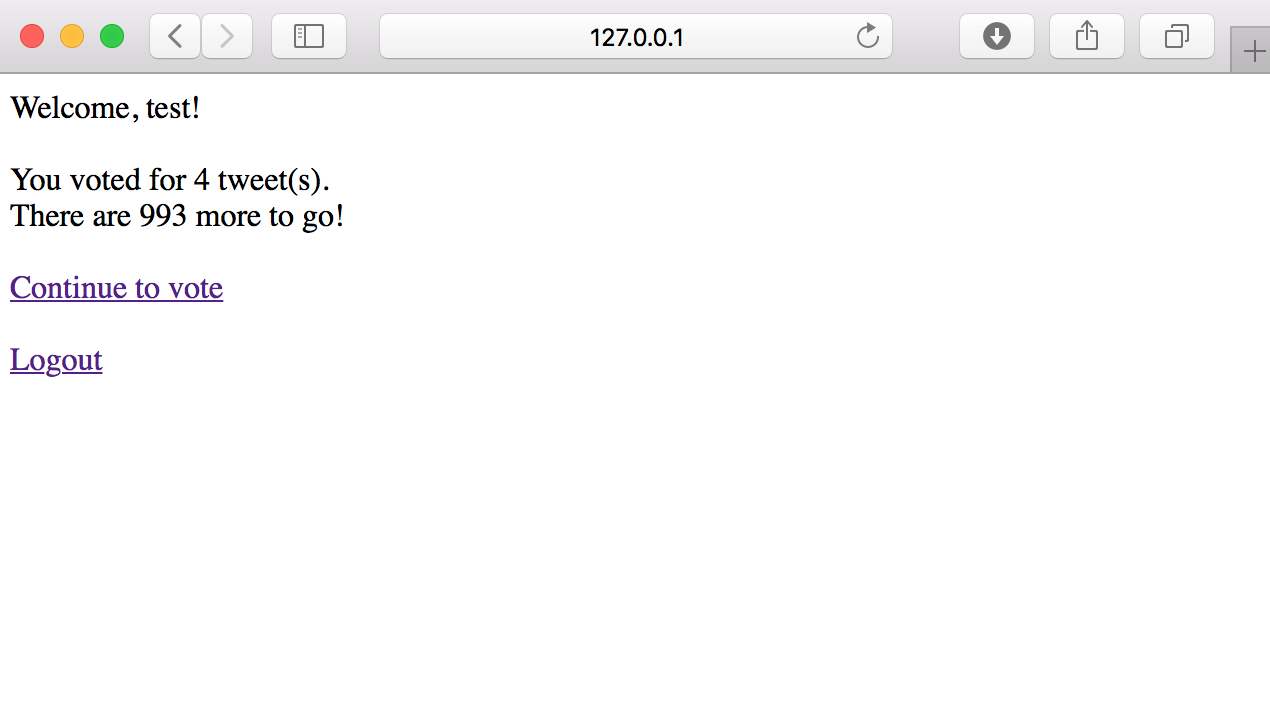 127.0.0.1
Welcome, test!
You voted for 4 tweet(s).
There are 993 more to go!
Continue to vote
Logout